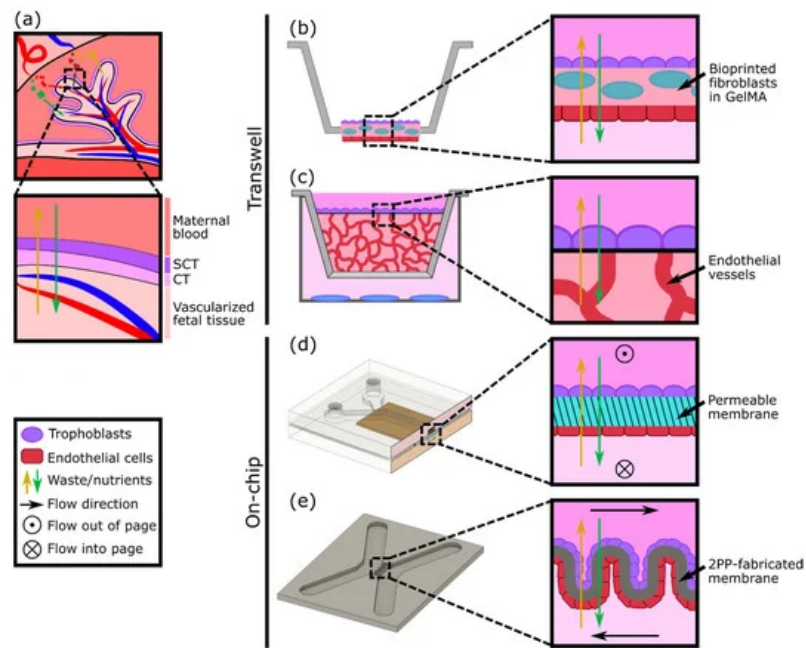 (a)
Maternal
blood
SCT
CT
Vascularized
fetal tissue
Trophoblasts
Endothelial cells
Waste/nutrients
Flow direction
Flow out of page
Flow into page
Transwell
(b)
Bioprinted
fibroblasts
in GelMA
(c)
Endothelial
vessels
On-chip
(d)
Permeable
membrane
(e)
2PP-fabricated
membrane